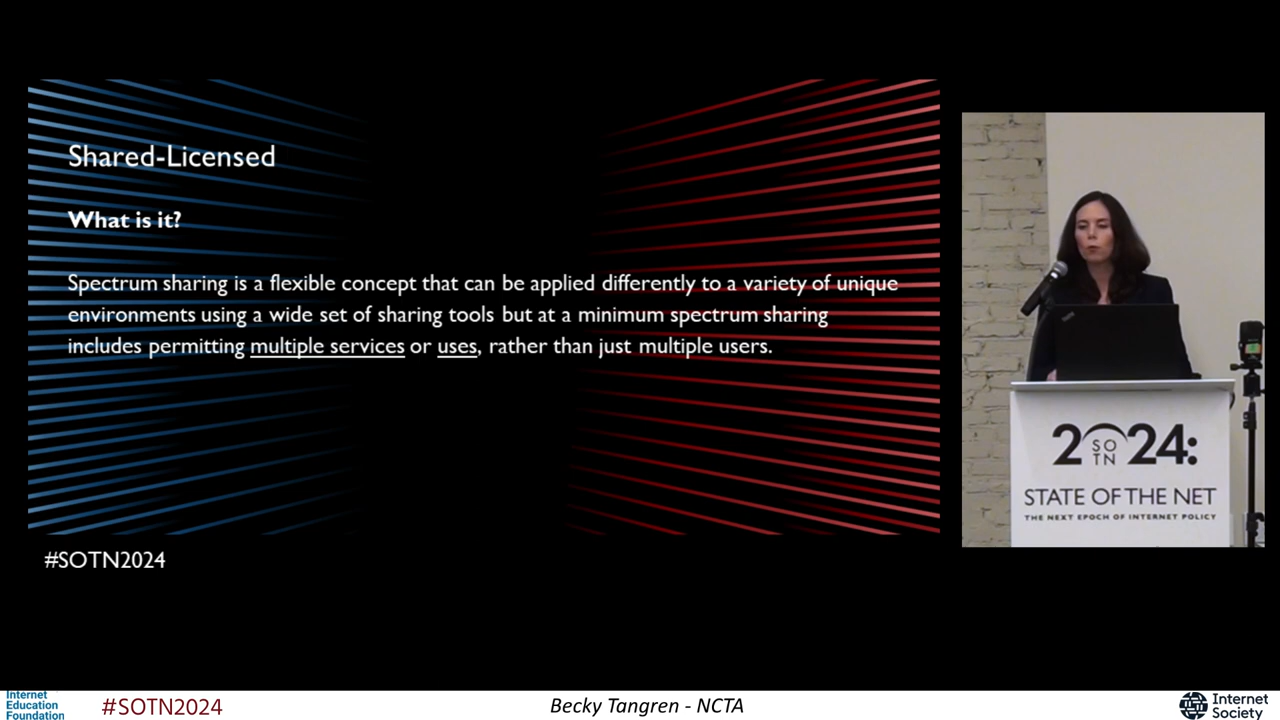 Shared-Licensed
What is it?
Spectrum sharing is a flexible concept that can be applied differently to a variety of unique
environments using a wide set of sharing tools but at a minimum spectrum sharing
includes permitting multiple services or uses, rather than just multiple users.
#SOTN2024
2024:
SO
TN
STATE OF THE NET
THE NEXT EPOCH OF INTERNET POLICY
Internet
Education
Foundation
#SOTN2024
Becky Tangren - NCTA
Internet
Society